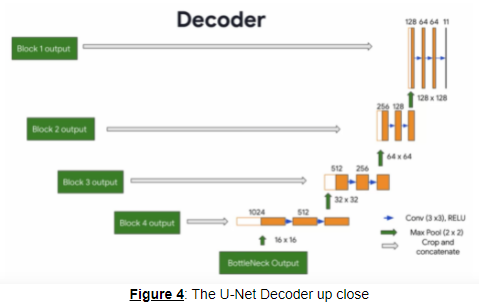 Decoder
Block 1 output
128 64 64 11
128 x 128
Block 2 output
256 128
64 x 64
Block 3 output
512 256
32 x 32
Block 4 output
1024 512
16 x 16
BottleNeck Output
Conv (3 x3), RELU
Max Pool (2 x 2)
Crop and
concatenate
Figure 4: The U-Net Decoder up close